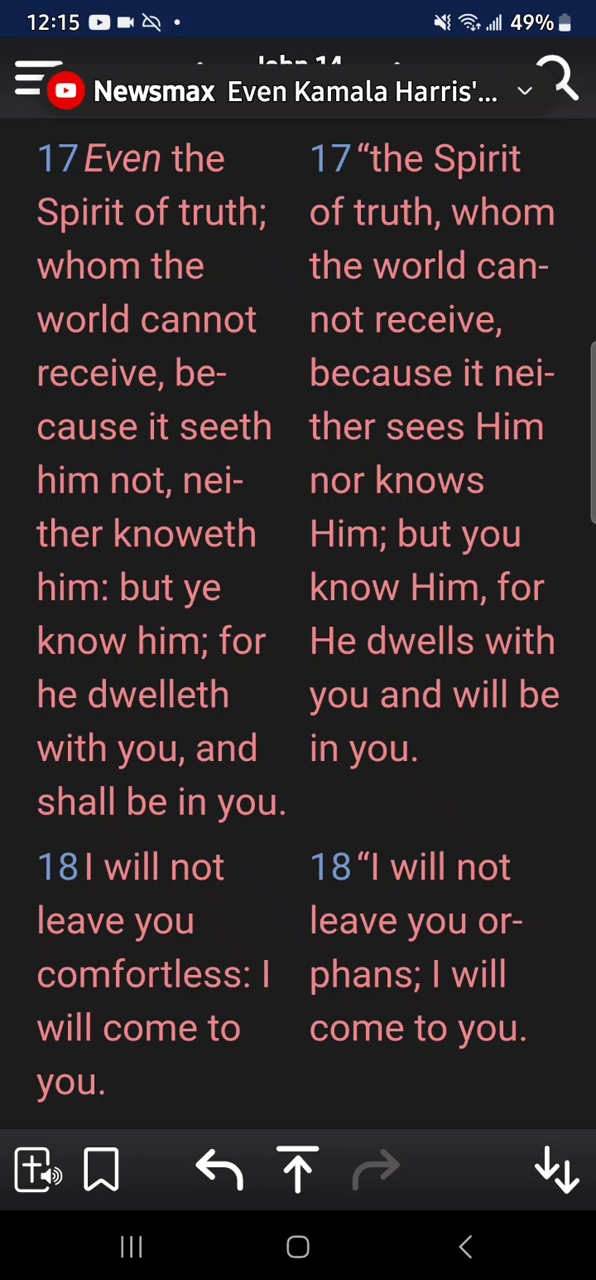 12:15
49%
John 14
Newsmax Even Kamala Harris'...
17 Even the
Spirit of truth;
whom the
world cannot
receive, be-
cause it seeth
him not, nei-
ther knoweth
him: but ye
know him; for
he dwelleth
with you, and
shall be in you.
18 I will not
leave you
comfortless: I
will come to
you.
17 “the Spirit
of truth, whom
the world can-
not receive,
because it nei-
ther sees Him
nor knows
Him; but you
know Him, for
He dwells with
you and will be
in you.
18 “I will not
leave you or-
phans; I will
come to you.